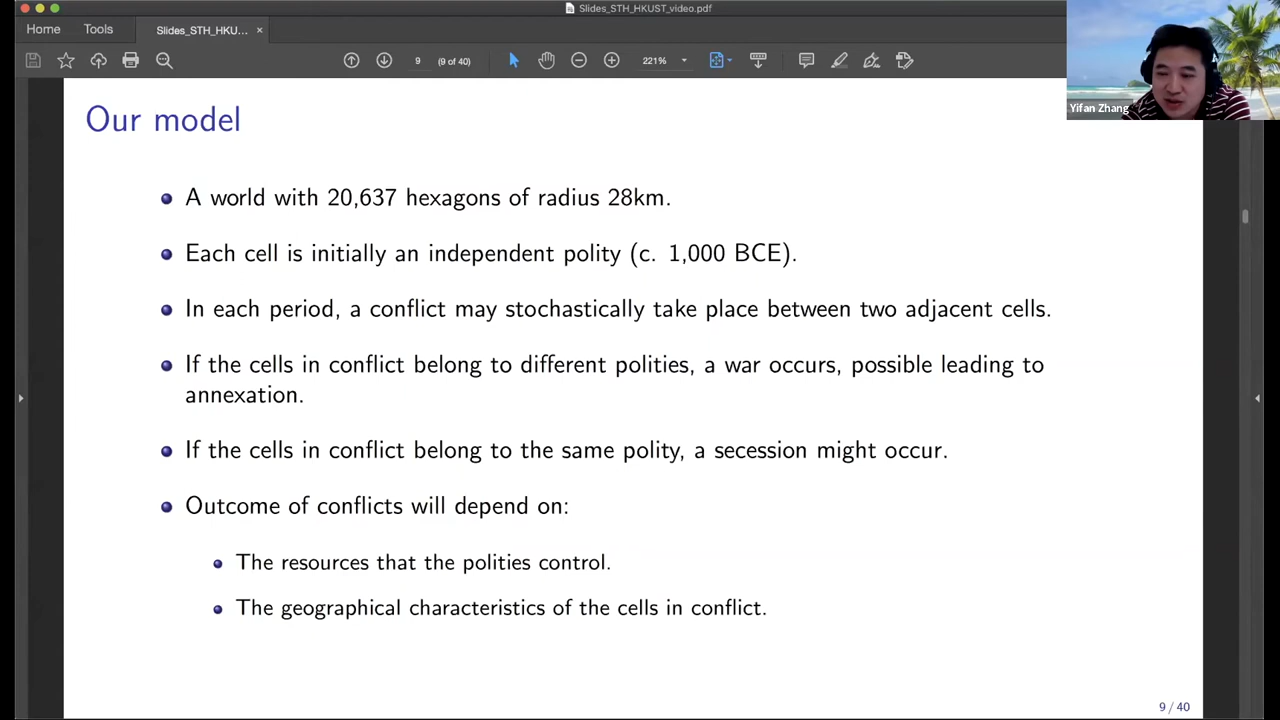 Slides_STH_HKUST_video.pdf
Home
Tools
Slides_STH_HKU...
×
9
(9 of 40)
221%
Yifan Zhang
Our model
A world with 20,637 hexagons of radius 28km.
Each cell is initially an independent polity (c. 1,000 BCE).
In each period, a conflict may stochastically take place between two adjacent cells.
If the cells in conflict belong to different polities, a war occurs, possible leading to
annexation.
If the cells in conflict belong to the same polity, a secession might occur.
Outcome of conflicts will depend on:
The resources that the polities control.
The geographical characteristics of the cells in conflict.
9 / 40